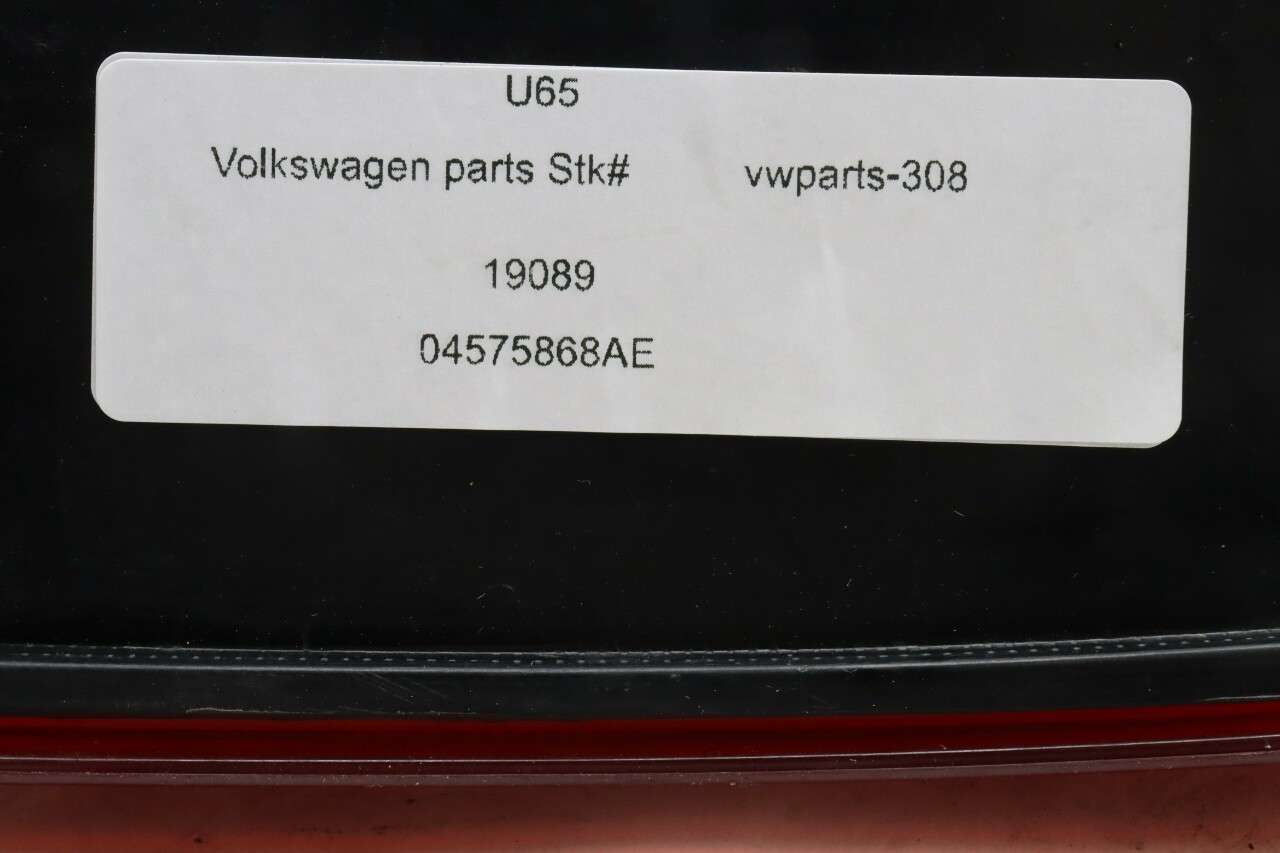 U65
Volkswagen parts Stk# vwparts-308
19089
04575868AE